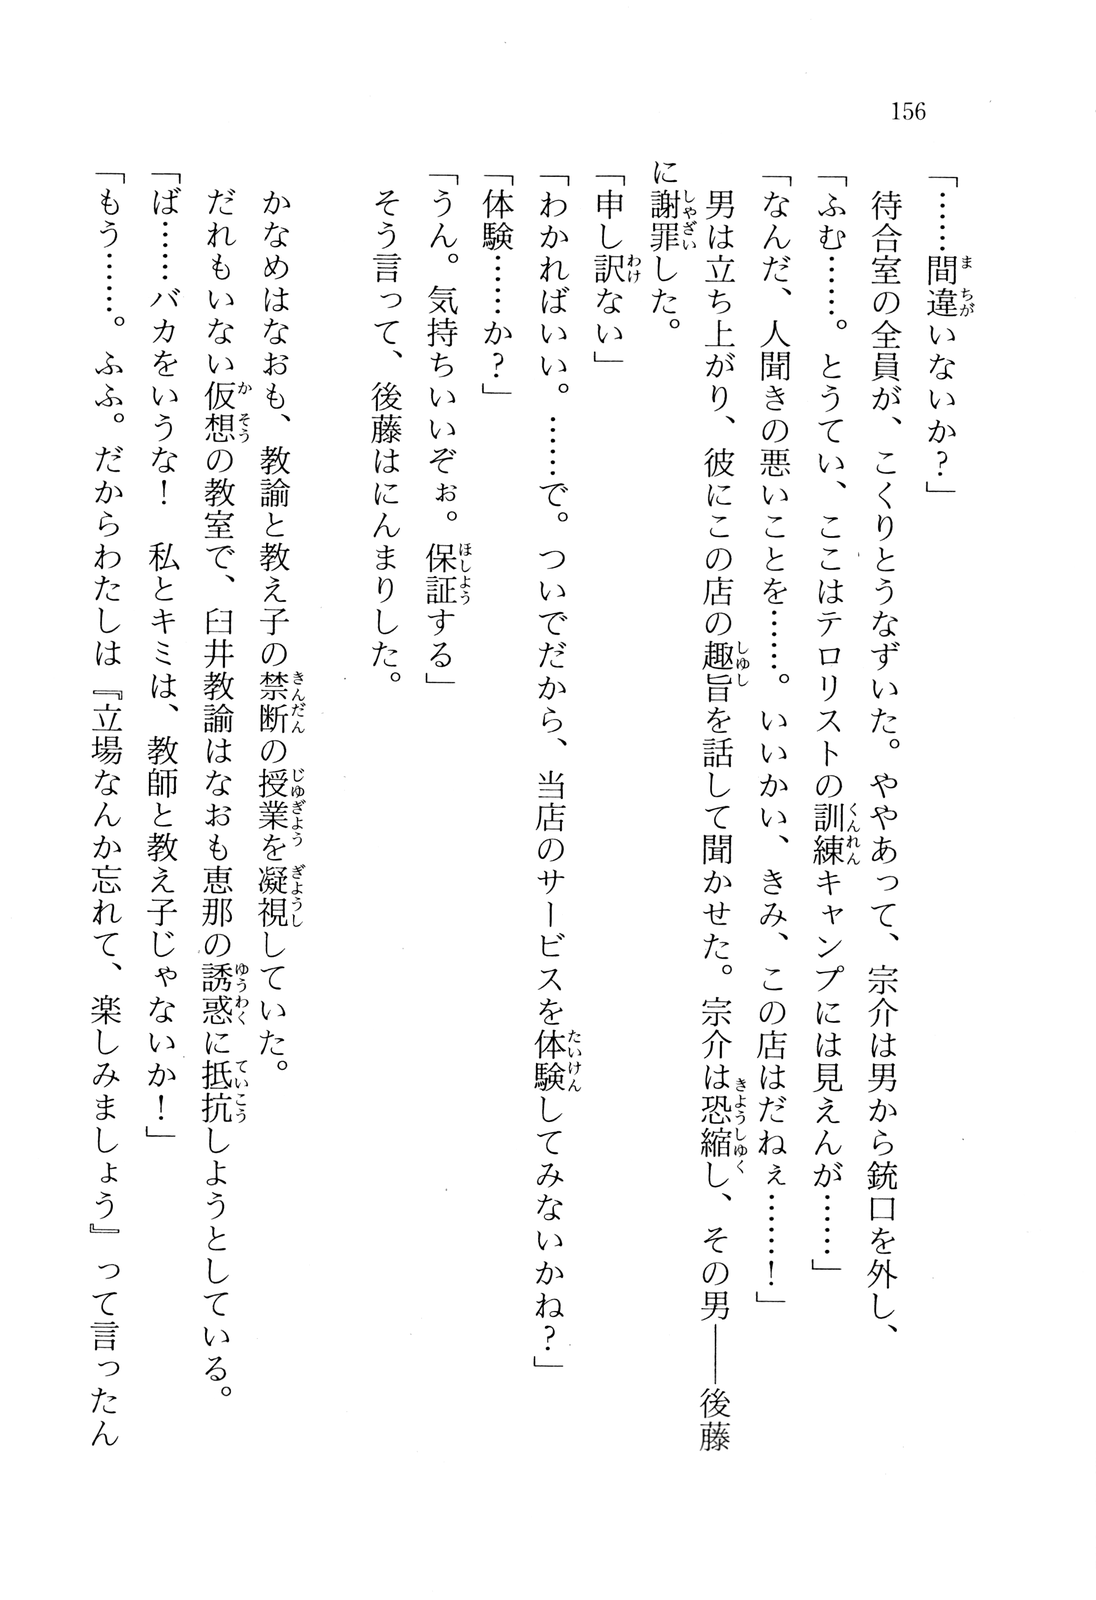 156
「……間違いないか？」
　待合室の全員が、こくりとうなずいた。ややあって、宗介は男から銃口を外し、
「ふむ……。とうてい、ここはテロリストの訓練キャンプには見えんが……」
「なんだ、人聞きの悪いことを……。いいかい、きみ、この店はだねぇ……！」
　男は立ち上がり、彼にこの店の趣旨を話して聞かせた。宗介は恐縮し、その男――後藤
に謝罪した。
「申し訳ない」
「わかればいい。……で。ついでだから、当店のサービスを体験してみないかね？」
「体験……か？」
「うん。気持ちいいぞぉ。保証する」
　そう言って、後藤はにんまりした。
　かなめはなおも、教諭と教え子の禁断の授業を凝視していた。
　だれもいない仮想の教室で、臼井教諭はなおも恵那の誘惑に抵抗しようとしている。
「ば……バカをいうな！　私とキミは、教師と教え子じゃないか！」
「もう……。ふふ。だからわたしは『立場なんか忘れて、楽しみましょう』って言ったん